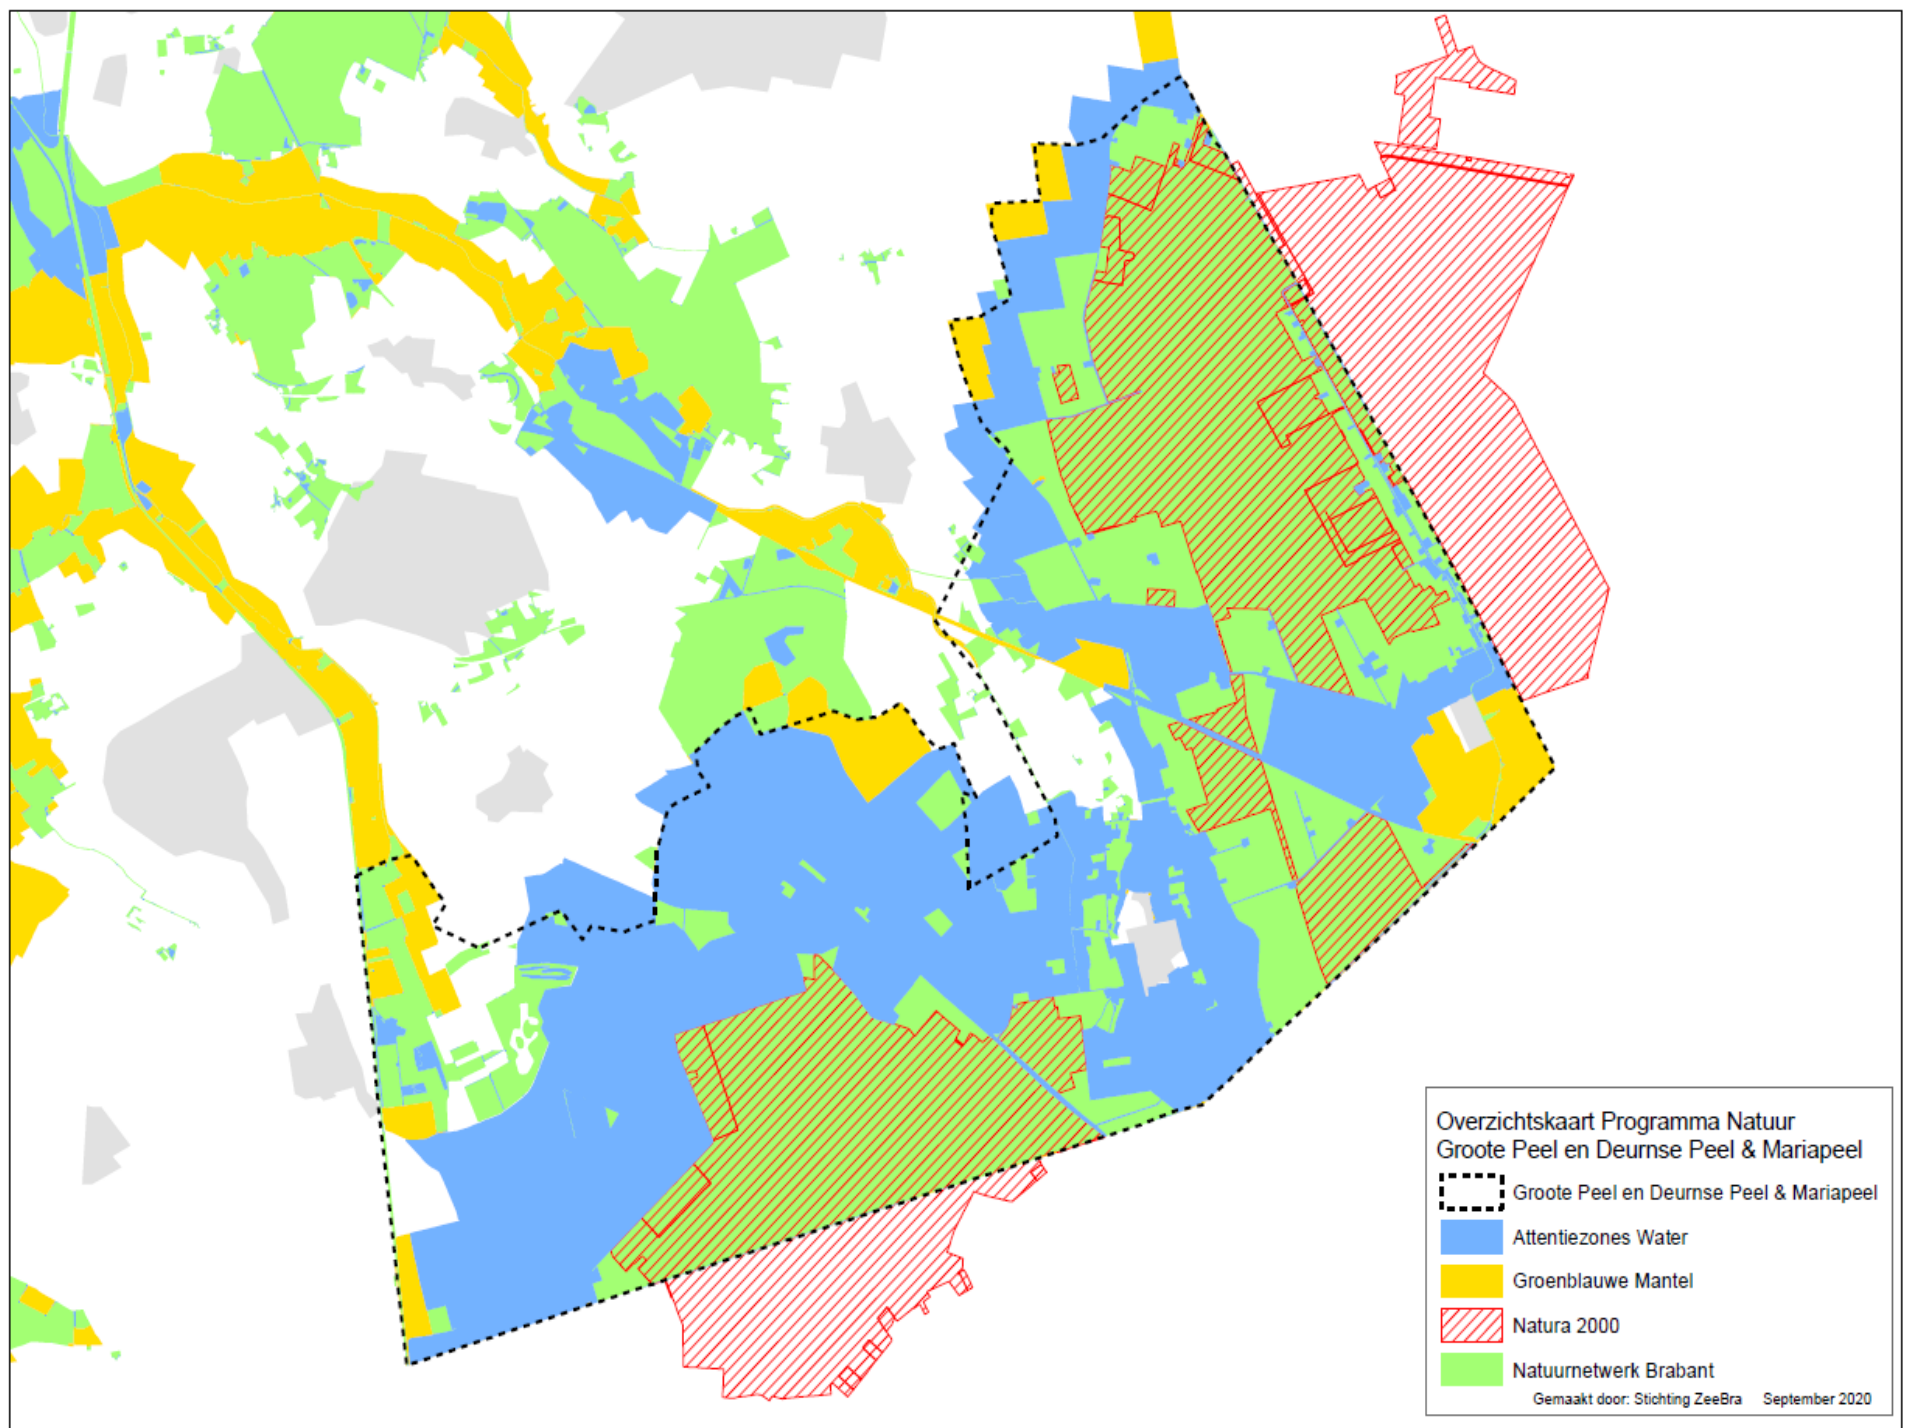 Overzichtskaart Programma Natuur
Groote Peel en Deurnse Peel & Mariapeel
Groote Peel en Deurnse Peel & Mariapeel
Attentiezones Water
Groenblauwe Mantel
Natura 2000
Natuurnetwerk Brabant
Gemaakt door: Stichting ZeeBra September 2020